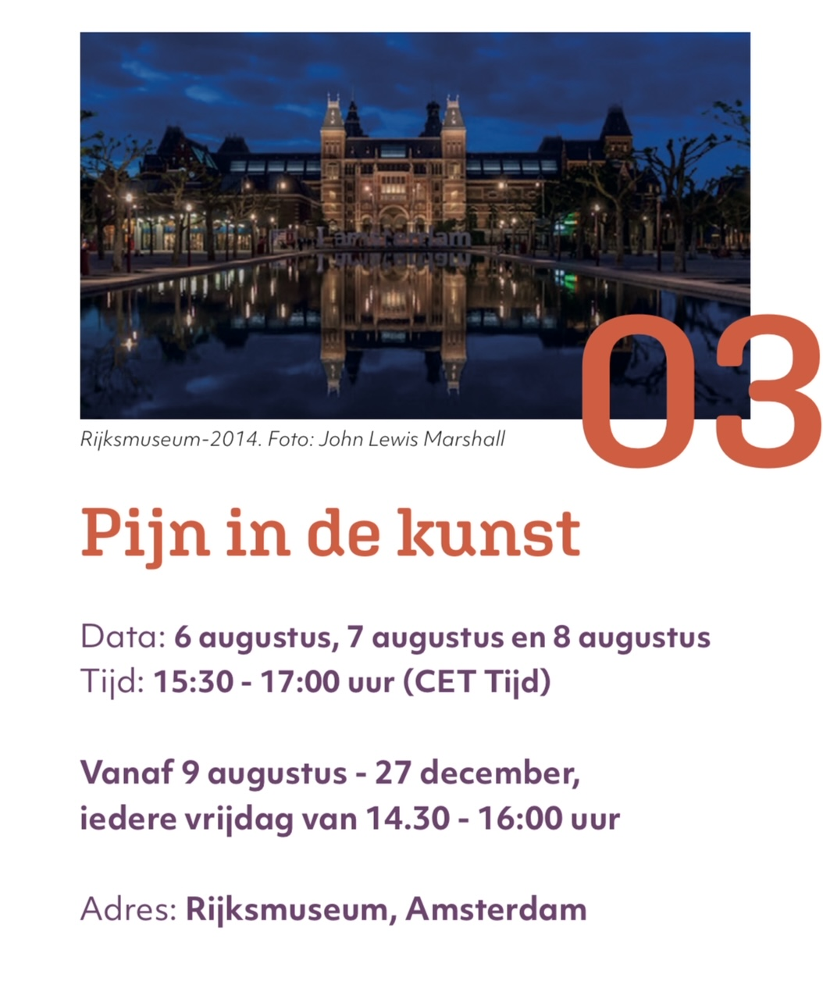 I amsterdam
03
Rijksmuseum-2014. Foto: John Lewis Marshall
Pijn in de kunst
Data: 6 augustus, 7 augustus en 8 augustus
Tijd: 15:30 - 17:00 uur (CET Tijd)
Vanaf 9 augustus - 27 december,
iedere vrijdag van 14.30 - 16:00 uur
Adres: Rijksmuseum, Amsterdam